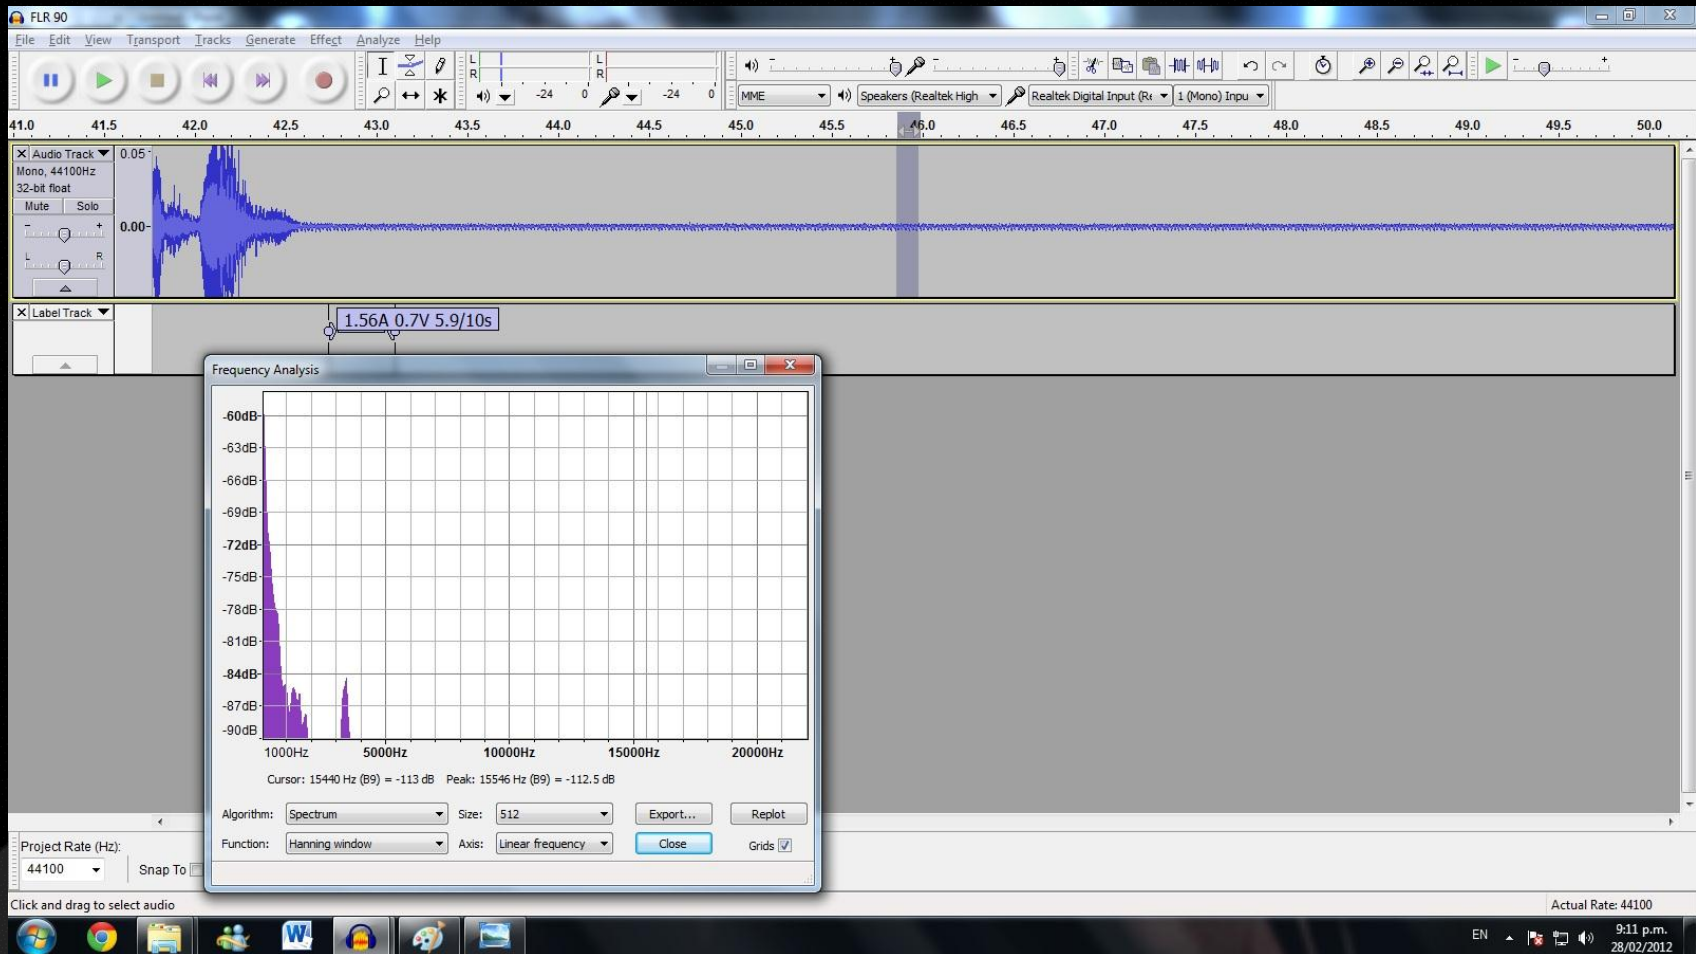 FLR 90
File Edit View Transport Tracks Generate Effect Analyze Help
L
R
L
R
-24 0 -24 0
MME Speakers (Realtek High Realtek Digital Input (Re 1 (Mono) Inpu
41.0 41.5 42.0 42.5 43.0 43.5 44.0 44.5 45.0 45.5 46.0 46.5 47.0 47.5 48.0 48.5 49.0 49.5 50.0
Audio Track 0.05
Mono, 44100Hz
32-bit float
Mute Solo
0.00
- +
L R
Label Track
1.56A 0.7V 5.9/10s
Frequency Analysis
-60dB
-63dB
-66dB
-69dB
-72dB
-75dB
-78dB
-81dB
-84dB
-87dB
-90dB
1000Hz 5000Hz 10000Hz 15000Hz 20000Hz
Cursor: 15440 Hz (B9) = -113 dB Peak: 15546 Hz (B9) = -112.5 dB
Algorithm: Spectrum Size: 512 Export... Replot
Function: Hanning window Axis: Linear frequency Close Grids
Project Rate (Hz):
44100 Snap To
Click and drag to select audio Actual Rate: 44100
EN 9:11 p.m.
28/02/2012